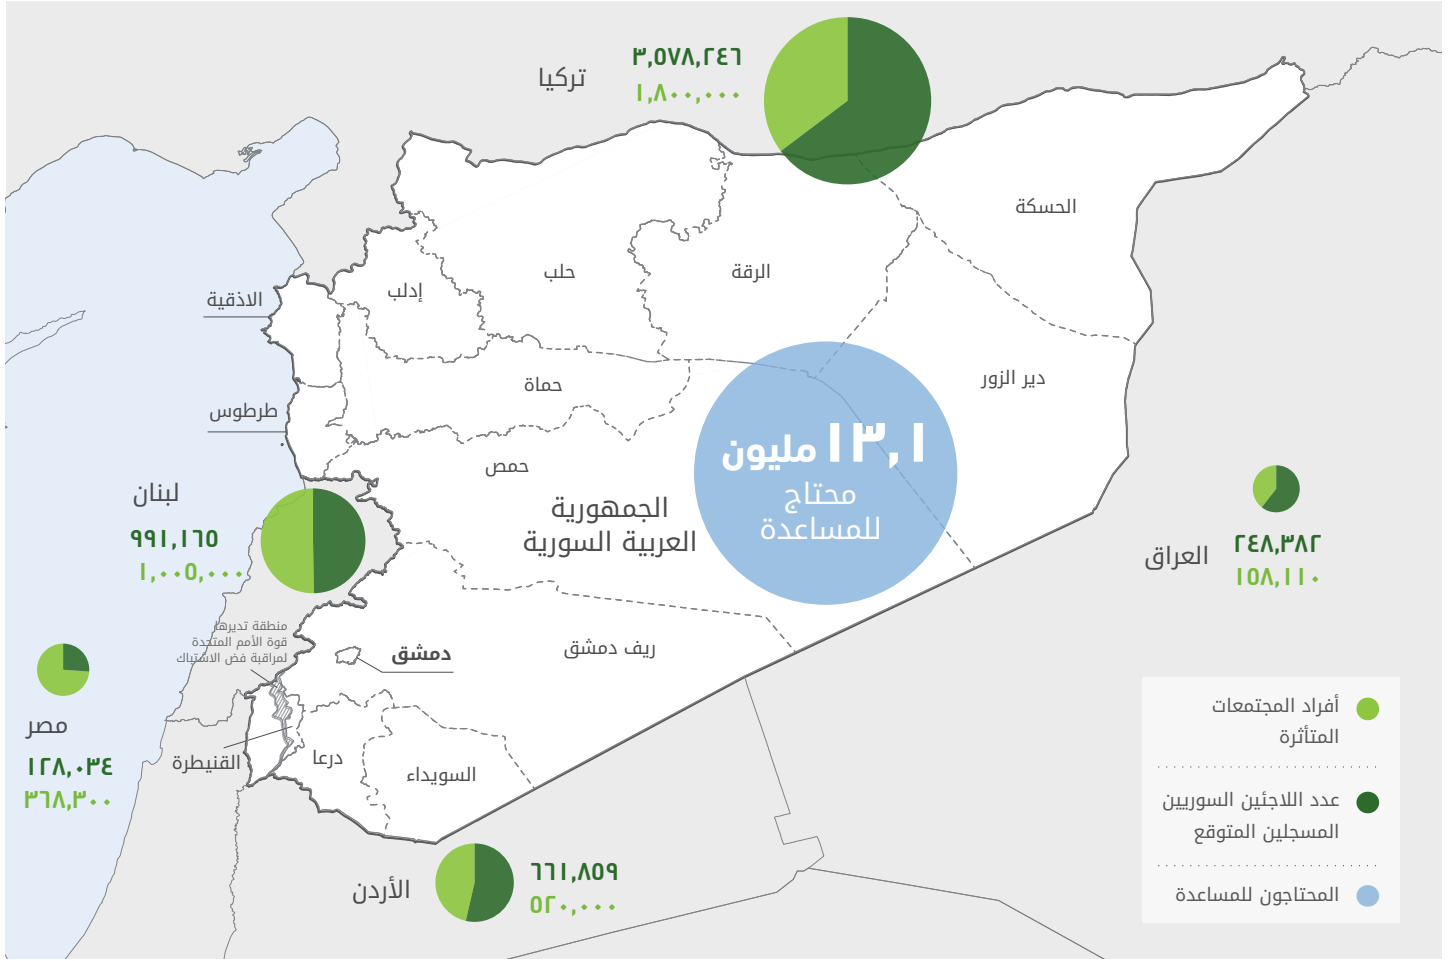 تركيا
٣,٥٧٨,٢٤٦
١,٨٠٠,٠٠٠
الحسكة
الرقة
حلب
إدلب
الاذقية
دير الزور
حماة
طرطوس
١٣,١ مليون
محتاج
للمساعدة
حمص
الجمهورية
العربية السورية
لبنان
٩٩١,١٦٥
١,٠٠٥,٠٠٠
العراق
٢٤٨,٣٨٢
١٥٨,١١٠
منطقة تديرها
قوة الأمم المتحدة
لمراقبة فض الاشتباك
دمشق
ريف دمشق
مصر
١٢٨,٠٣٤
٣٦٨,٣٠٠
القنيطرة
درعا
السويداء
الأردن
٦٦١,٨٥٩
٥٢٠,٠٠٠
أفراد المجتمعات
المتأثرة
عدد اللاجئين السوريين
المسجلين المتوقع
المحتاجون للمساعدة